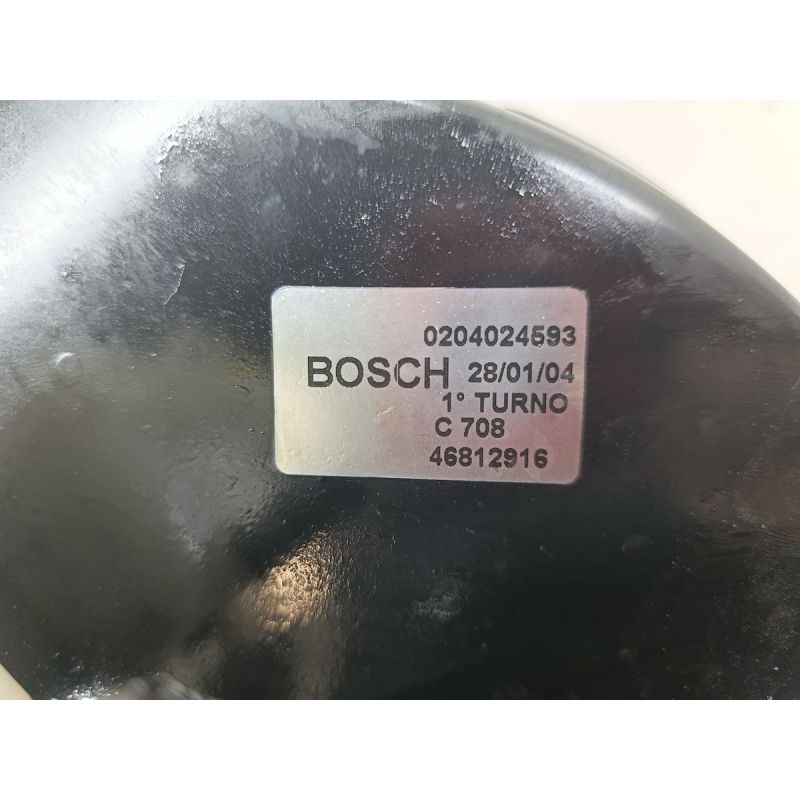 0204024593
BOSCH 28/01/04
1° TURNO
C 708
46812916